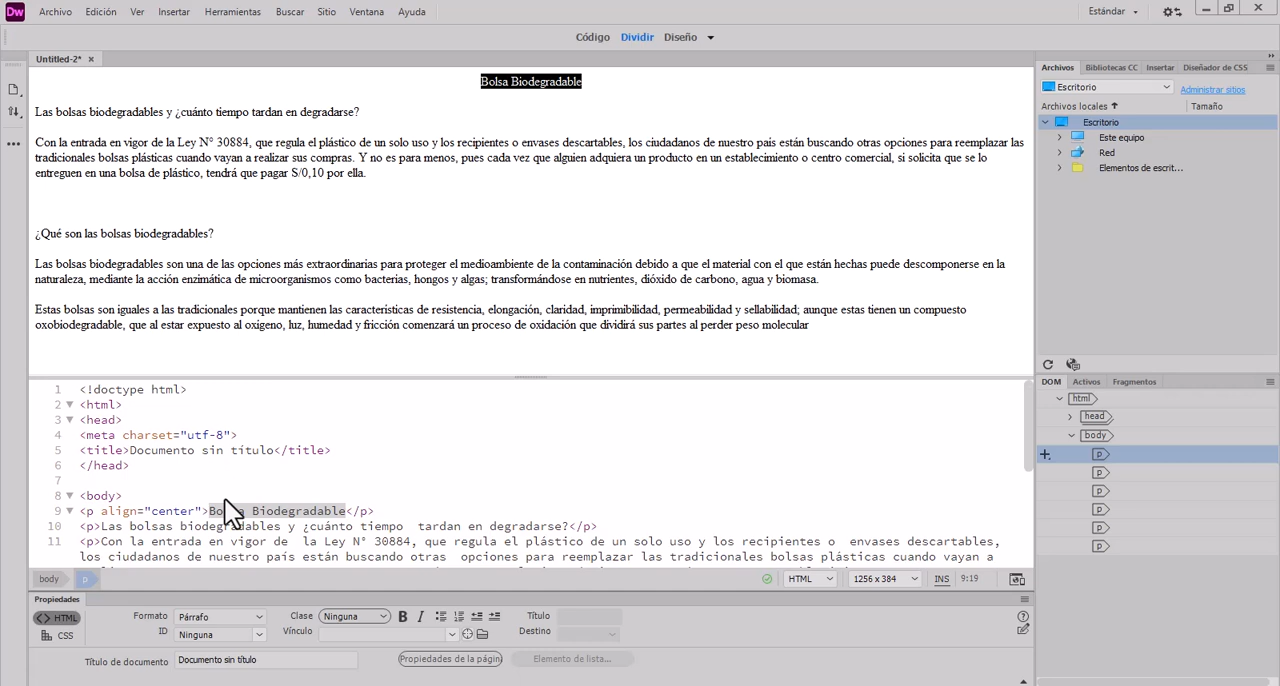 Dw Archivo Edición Ver Insertar Herramientas Buscar Sitio Ventana Ayuda Estándar
Código Dividir Diseño
Untitled-2* ×
Bolsa Biodegradable
Las bolsas biodegradables y ¿cuánto tiempo tardan en degradarse?
Con la entrada en vigor de la Ley N° 30884, que regula el plástico de un solo uso y los recipientes o envases descartables, los ciudadanos de nuestro país están buscando otras opciones para reemplazar las
tradicionales bolsas plásticas cuando vayan a realizar sus compras. Y no es para menos, pues cada vez que alguien adquiera un producto en un establecimiento o centro comercial, si solicita que se lo
entreguen en una bolsa de plástico, tendrá que pagar S/0,10 por ella.
¿Qué son las bolsas biodegradables?
Las bolsas biodegradables son una de las opciones más extraordinarias para proteger el medioambiente de la contaminación debido a que el material con el que están hechas puede descomponerse en la
naturaleza, mediante la acción enzimática de microorganismos como bacterias, hongos y algas; transformándose en nutrientes, dióxido de carbono, agua y biomasa.
Estas bolsas son iguales a las tradicionales porque mantienen las características de resistencia, elongación, claridad, imprimibilidad, permeabilidad y sellabilidad; aunque estas tienen un compuesto
oxobiodegradable, que al estar expuesto al oxigeno, luz, humedad y fricción comenzará un proceso de oxidación que dividirá sus partes al perder peso molecular
1 <!doctype html>
2 <html>
3 <head>
4 <meta charset="utf-8">
5 <title>Documento sin título</title>
6 </head>
7
8 <body>
9 <p align="center">Bolsa Biodegradable</p>
10 <p>Las bolsas biodegradables y ¿cuánto tiempo  tardan en degradarse?</p>
11 <p>Con la entrada en vigor de  la Ley N° 30884, que regula el plástico de un solo uso y los recipientes o  envases descartables,
los ciudadanos de nuestro país están buscando otras  opciones para reemplazar las tradicionales bolsas plásticas cuando vayan a
body p HTML 1256 x 384 INS 9:19
Propiedades
<> HTML Formato Párrafo Clase Ninguna B I Título
CSS ID Ninguna Vínculo Destino
Título de documento Documento sin título Propiedades de la págin Elemento de lista...
Archivos Bibliotecas CC Insertar Diseñador de CSS
Escritorio Administrar sitios
Archivos locales Tamaño
Escritorio
Este equipo
Red
Elementos de escrit...
DOM Activos Fragmentos
html
head
body
p
p
p
p
p
p